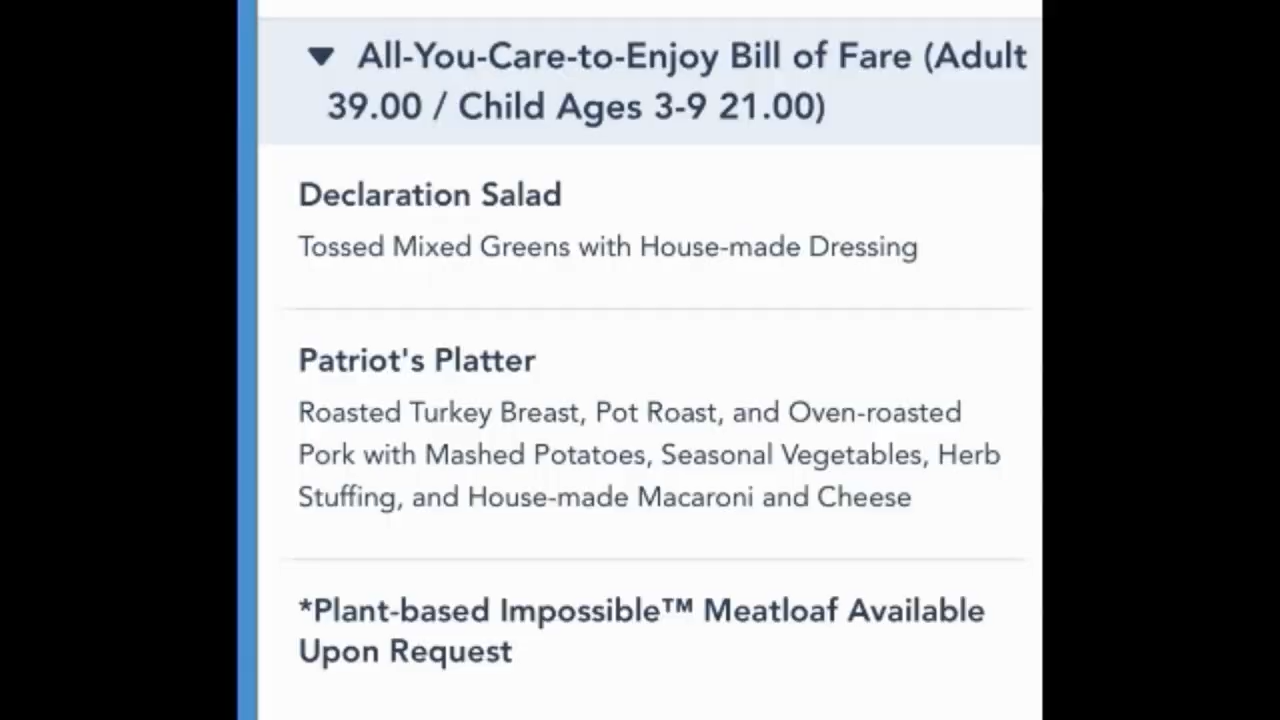 All-You-Care-to-Enjoy Bill of Fare (Adult
39.00 / Child Ages 3-9 21.00)
Declaration Salad
Tossed Mixed Greens with House-made Dressing
Patriot's Platter
Roasted Turkey Breast, Pot Roast, and Oven-roasted
Pork with Mashed Potatoes, Seasonal Vegetables, Herb
Stuffing, and House-made Macaroni and Cheese
*Plant-based Impossible™ Meatloaf Available
Upon Request